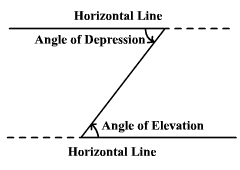 Horizontal Line
Angle of Depression
Angle of Elevation
Horizontal Line